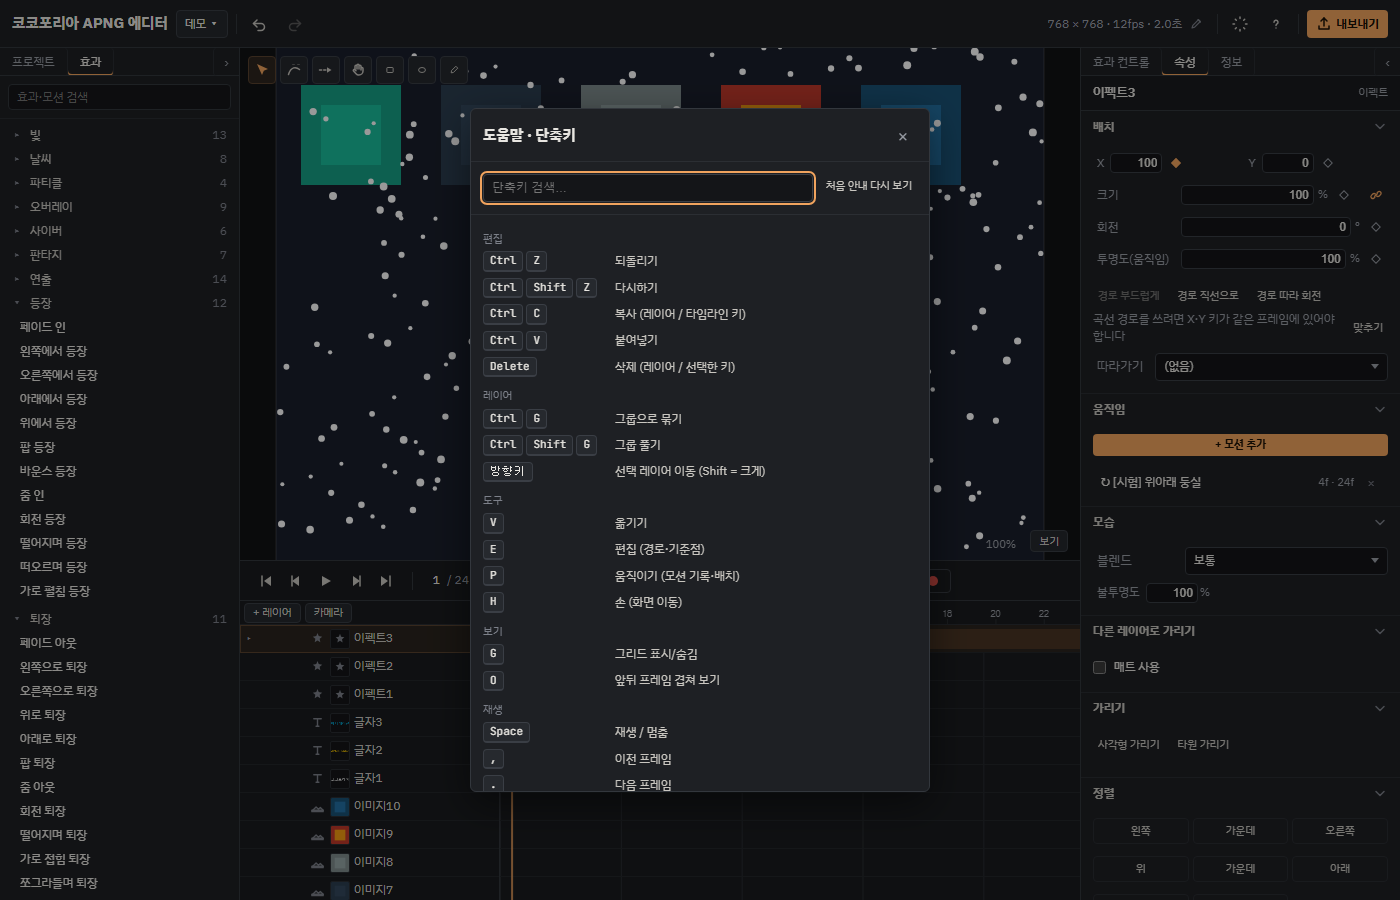 코코포리아 APNG 에디터
데모
768 × 768 · 12fps · 2.0초
?
내보내기
프로젝트
효과
효과·모션 검색
빛 13
날씨 8
파티클 4
오버레이 9
사이버 6
판타지 7
연출 14
등장 12
페이드 인
왼쪽에서 등장
오른쪽에서 등장
아래에서 등장
위에서 등장
팝 등장
바운스 등장
줌 인
회전 등장
떨어지며 등장
떠오르며 등장
가로 펼침 등장
퇴장 11
페이드 아웃
왼쪽으로 퇴장
오른쪽으로 퇴장
위로 퇴장
아래로 퇴장
팝 퇴장
줌 아웃
회전 퇴장
떨어지며 퇴장
가로 접힘 퇴장
쪼그라들며 퇴장
100%
보기
1 / 24
+ 레이어
카메라
18 20 22
이펙트3
이펙트2
이펙트1
T 글자3
T 글자2
T 글자1
이미지10
이미지9
이미지8
이미지7
도움말 · 단축키
×
단축키 검색...
처음 안내 다시 보기
편집
Ctrl Z 되돌리기
Ctrl Shift Z 다시하기
Ctrl C 복사 (레이어 / 타임라인 키)
Ctrl V 붙여넣기
Delete 삭제 (레이어 / 선택한 키)
레이어
Ctrl G 그룹으로 묶기
Ctrl Shift G 그룹 풀기
방향키 선택 레이어 이동 (Shift = 크게)
도구
V 옮기기
E 편집 (경로·기준점)
P 움직이기 (모션 기록·배치)
H 손 (화면 이동)
보기
G 그리드 표시/숨김
O 앞뒤 프레임 겹쳐 보기
재생
Space 재생 / 멈춤
, 이전 프레임
. 다음 프레임
효과 컨트롤
속성
정보
이펙트3 이펙트
배치
X 100 Y 0
크기 100 %
회전 0 °
투명도(움직임) 100 %
경로 부드럽게 경로 직선으로 경로 따라 회전
곡선 경로를 쓰려면 X·Y 키가 같은 프레임에 있어야
합니다
맞추기
따라가기 (없음)
움직임
+ 모션 추가
↻ [시험] 위아래 둥실 4f · 24f ×
모습
블렌드 보통
불투명도 100 %
다른 레이어로 가리기
매트 사용
가리기
사각형 가리기 타원 가리기
정렬
왼쪽 가운데 오른쪽
위 가운데 아래